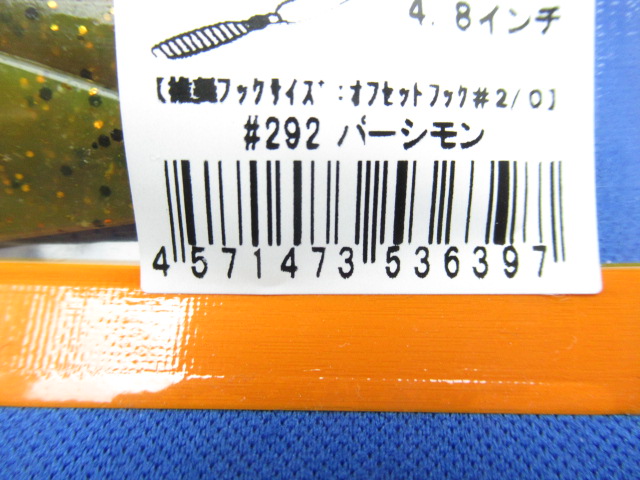 4.8インチ
【推奨フックサイズ:オフセットフック#2/0】
#292 パーシモン
4 571473 536397